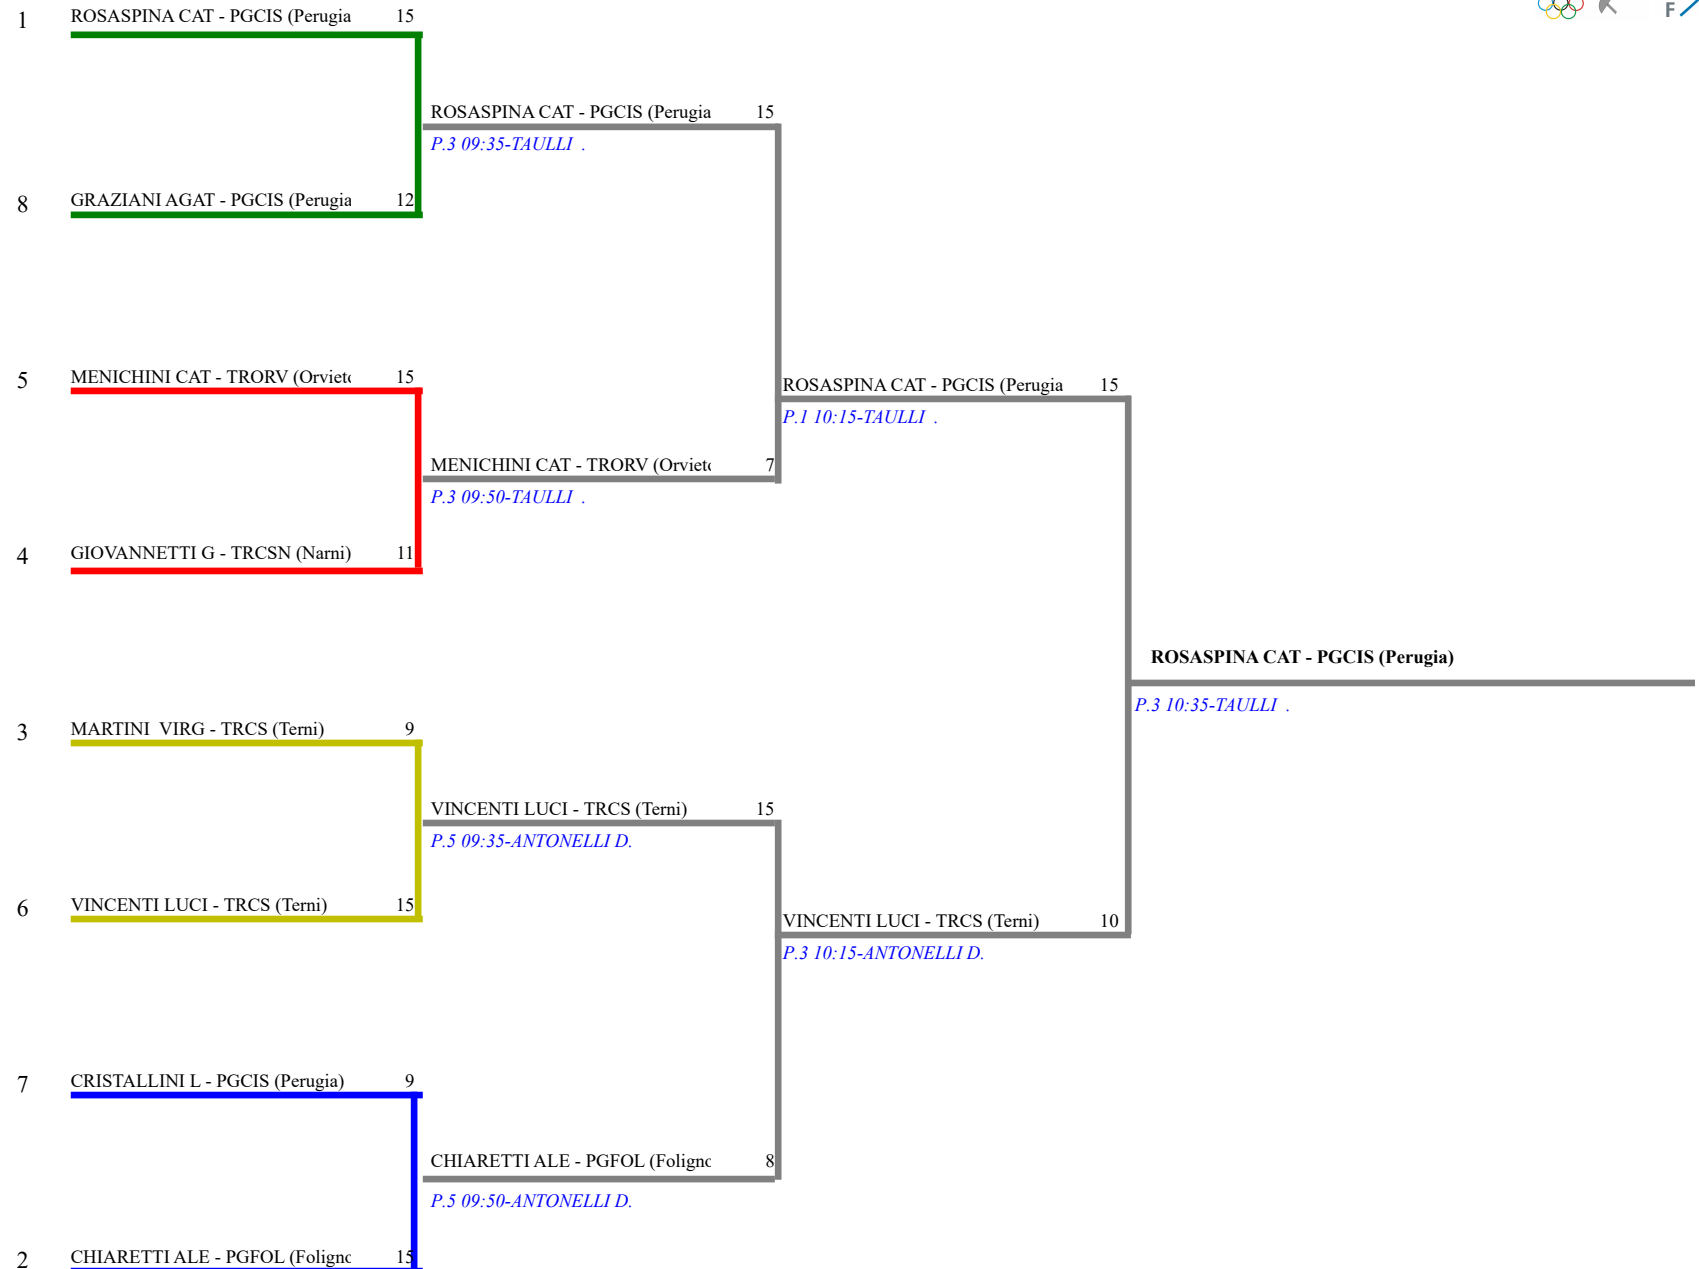 1 ROSASPINA CAT - PGCIS (Perugia 15
F
ROSASPINA CAT - PGCIS (Perugia 15
P.3 09:35-TAULLI .
8 GRAZIANI AGAT - PGCIS (Perugia 12
5 MENICHINI CAT - TRORV (Orvieto 15
ROSASPINA CAT - PGCIS (Perugia 15
P.1 10:15-TAULLI .
MENICHINI CAT - TRORV (Orvieto 7
P.3 09:50-TAULLI .
4 GIOVANNETTI G - TRCSN (Narni) 11
ROSASPINA CAT - PGCIS (Perugia)
P.3 10:35-TAULLI .
3 MARTINI VIRG - TRCS (Terni) 9
VINCENTI LUCI - TRCS (Terni) 15
P.5 09:35-ANTONELLI D.
6 VINCENTI LUCI - TRCS (Terni) 15
VINCENTI LUCI - TRCS (Terni) 10
P.3 10:15-ANTONELLI D.
7 CRISTALLINI L - PGCIS (Perugia) 9
CHIARETTI ALE - PGFOL (Foligno 8
P.5 09:50-ANTONELLI D.
2 CHIARETTI ALE - PGFOL (Foligno 15